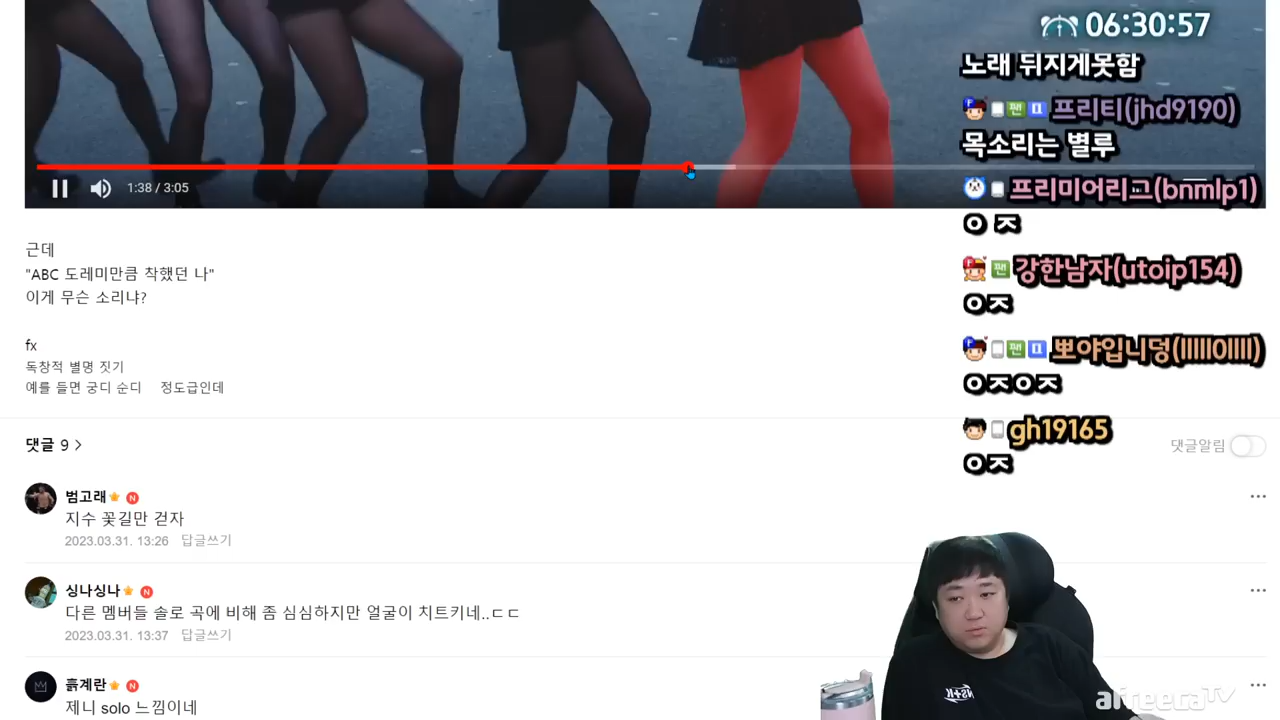 06:30:57
노래 뒤지게못함
프리티(jhd9190)
목소리는 별루
프리미어리그(bnmlp1)
ㅇ ㅈ
강한남자(utoip154)
ㅇㅈ
뽀야입니덩(lllll0llll)
ㅇㅈㅇㅈ
gh19165
ㅇㅈ
1:38 / 3:05
근데
"ABC 도레미만큼 착했던 나"
이게 무슨 소리냐?
fx
독창적 별명 짓기
예를 들면 궁디 순디 정도급인데
댓글 9 >
댓글알림
범고래 N
지수 꽃길만 걷자
2023.03.31. 13:26 답글쓰기
싱나싱나 N
다른 멤버들 솔로 곡에 비해 좀 심심하지만 얼굴이 치트키네..ㄷㄷ
2023.03.31. 13:37 답글쓰기
흙계란 N
제니 solo 느낌이네
afreecaTV